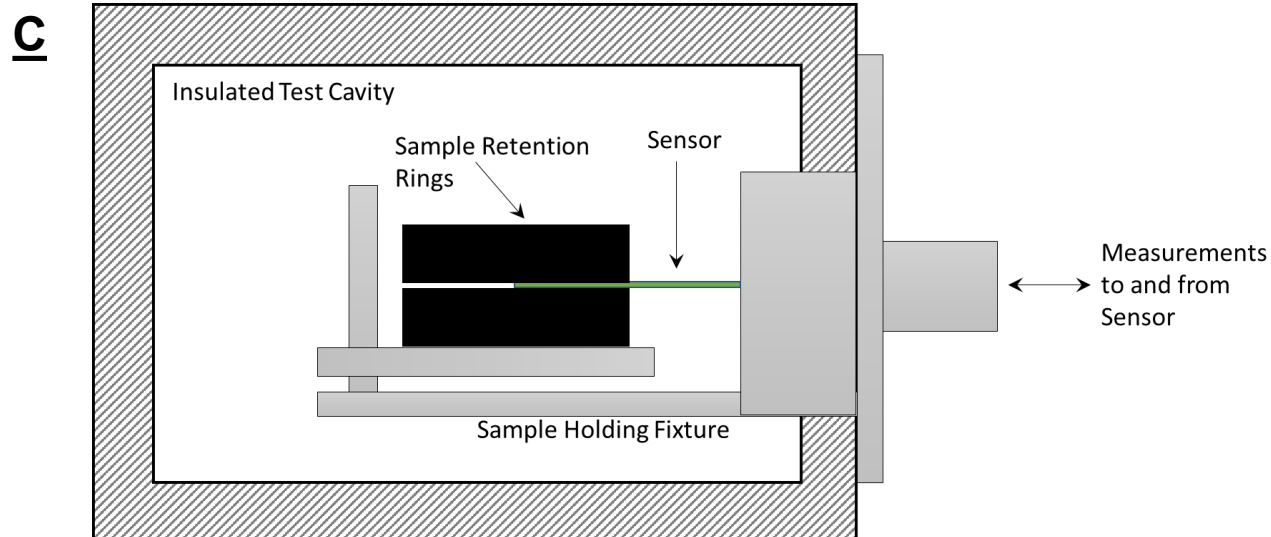 C
Insulated Test Cavity
Sample Retention
Rings
Sensor
Measurements
to and from
Sensor
Sample Holding Fixture